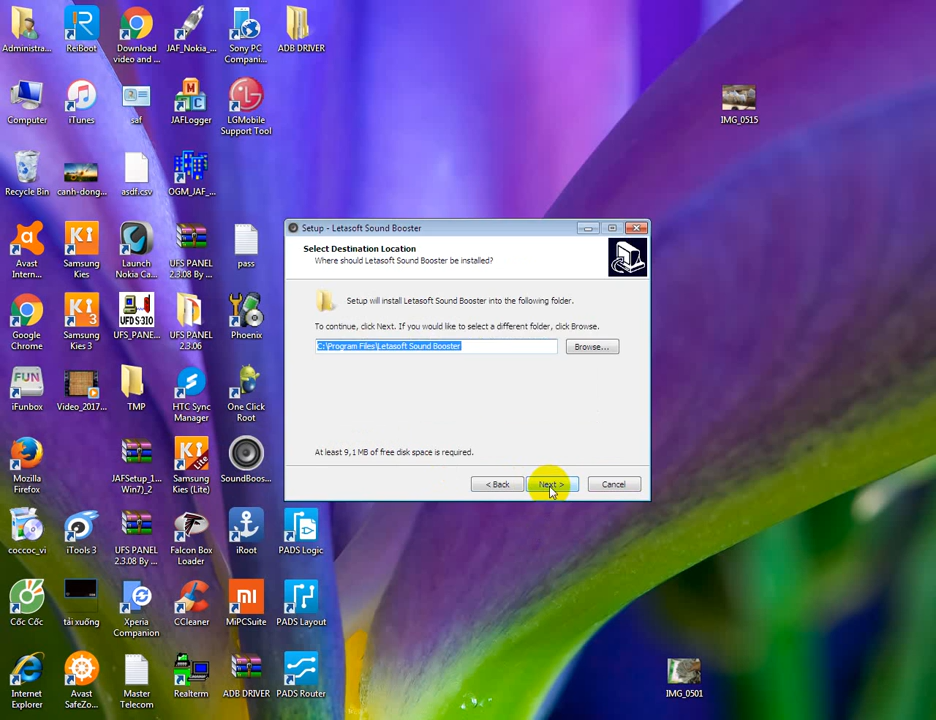 Administra...
ReiBoot
Download
video and ...
JAF_Nokia_...
Sony PC
Compani...
ADB DRIVER
IMG_0515
Computer
iTunes
saf
JAFLogger
LGMobile
Support Tool
Recycle Bin
canh-dong...
asdf.csv
OGM_JAF_...
Avast
Intern...
Samsung
Kies
Launch
Nokia Ca...
UFS PANEL
2.3.08 By ...
pass
Google
Chrome
Samsung
Kies 3
UFS_PANE...
UFS PANEL
2.3.06
Phoenix
iFunbox
Video_2017...
TMP
HTC Sync
Manager
One Click
Root
Mozilla
Firefox
JAFSetup_1...
Win7)_2
Samsung
Kies (Lite)
SoundBoos...
coccoc_vi
iTools 3
UFS PANEL
2.3.08 By ...
Falcon Box
Loader
iRoot
PADS Logic
Cốc Cốc
tải xuống
Xperia
Companion
CCleaner
MiPCSuite
PADS Layout
Internet
Explorer
Avast
SafeZo...
Master
Telecom
Realterm
ADB DRIVER
PADS Router
IMG_0501
Setup - Letasoft Sound Booster
Select Destination Location
Where should Letasoft Sound Booster be installed?
Setup will install Letasoft Sound Booster into the following folder.
To continue, click Next. If you would like to select a different folder, click Browse.
C:\Program Files\Letasoft Sound Booster
Browse...
At least 9,1 MB of free disk space is required.
< Back
Next >
Cancel